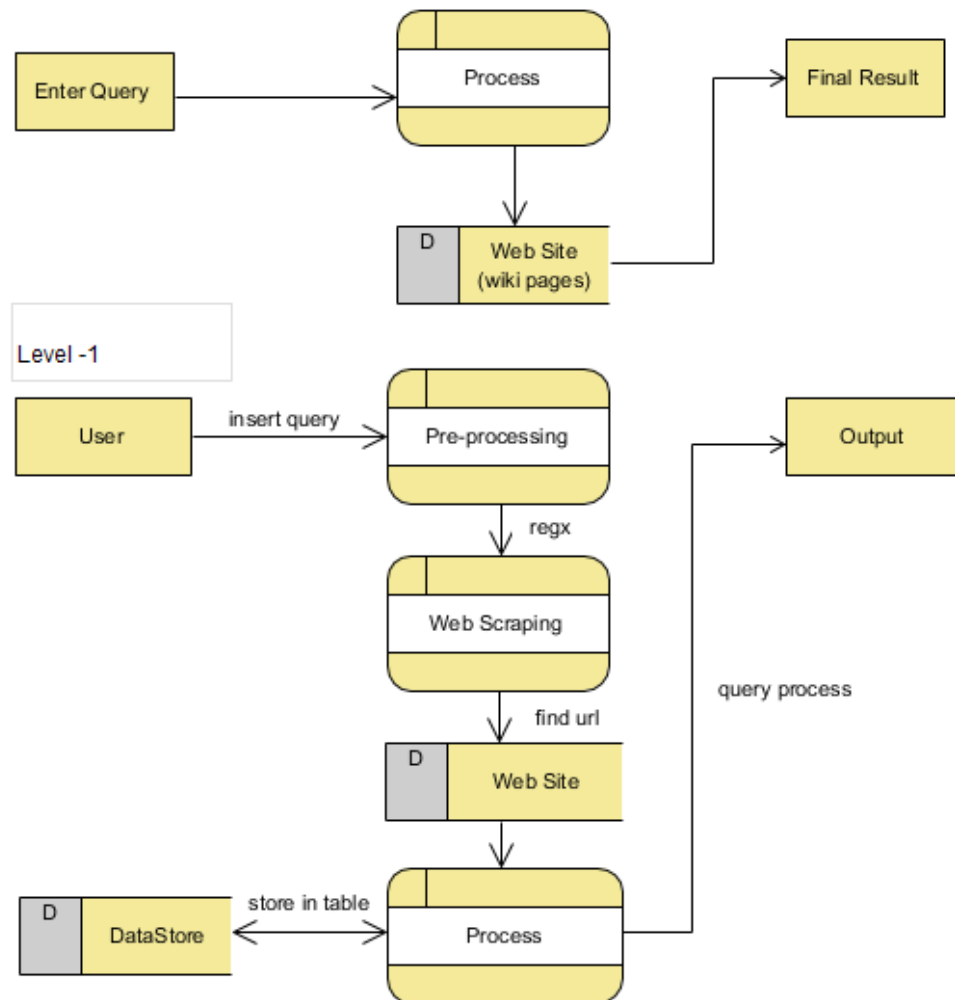 Enter Query
Process
Final Result
D
Web Site
(wiki pages)
Level -1
User
insert query
Pre-processing
Output
regx
Web Scraping
query process
find url
D
Web Site
D
DataStore
store in table
Process